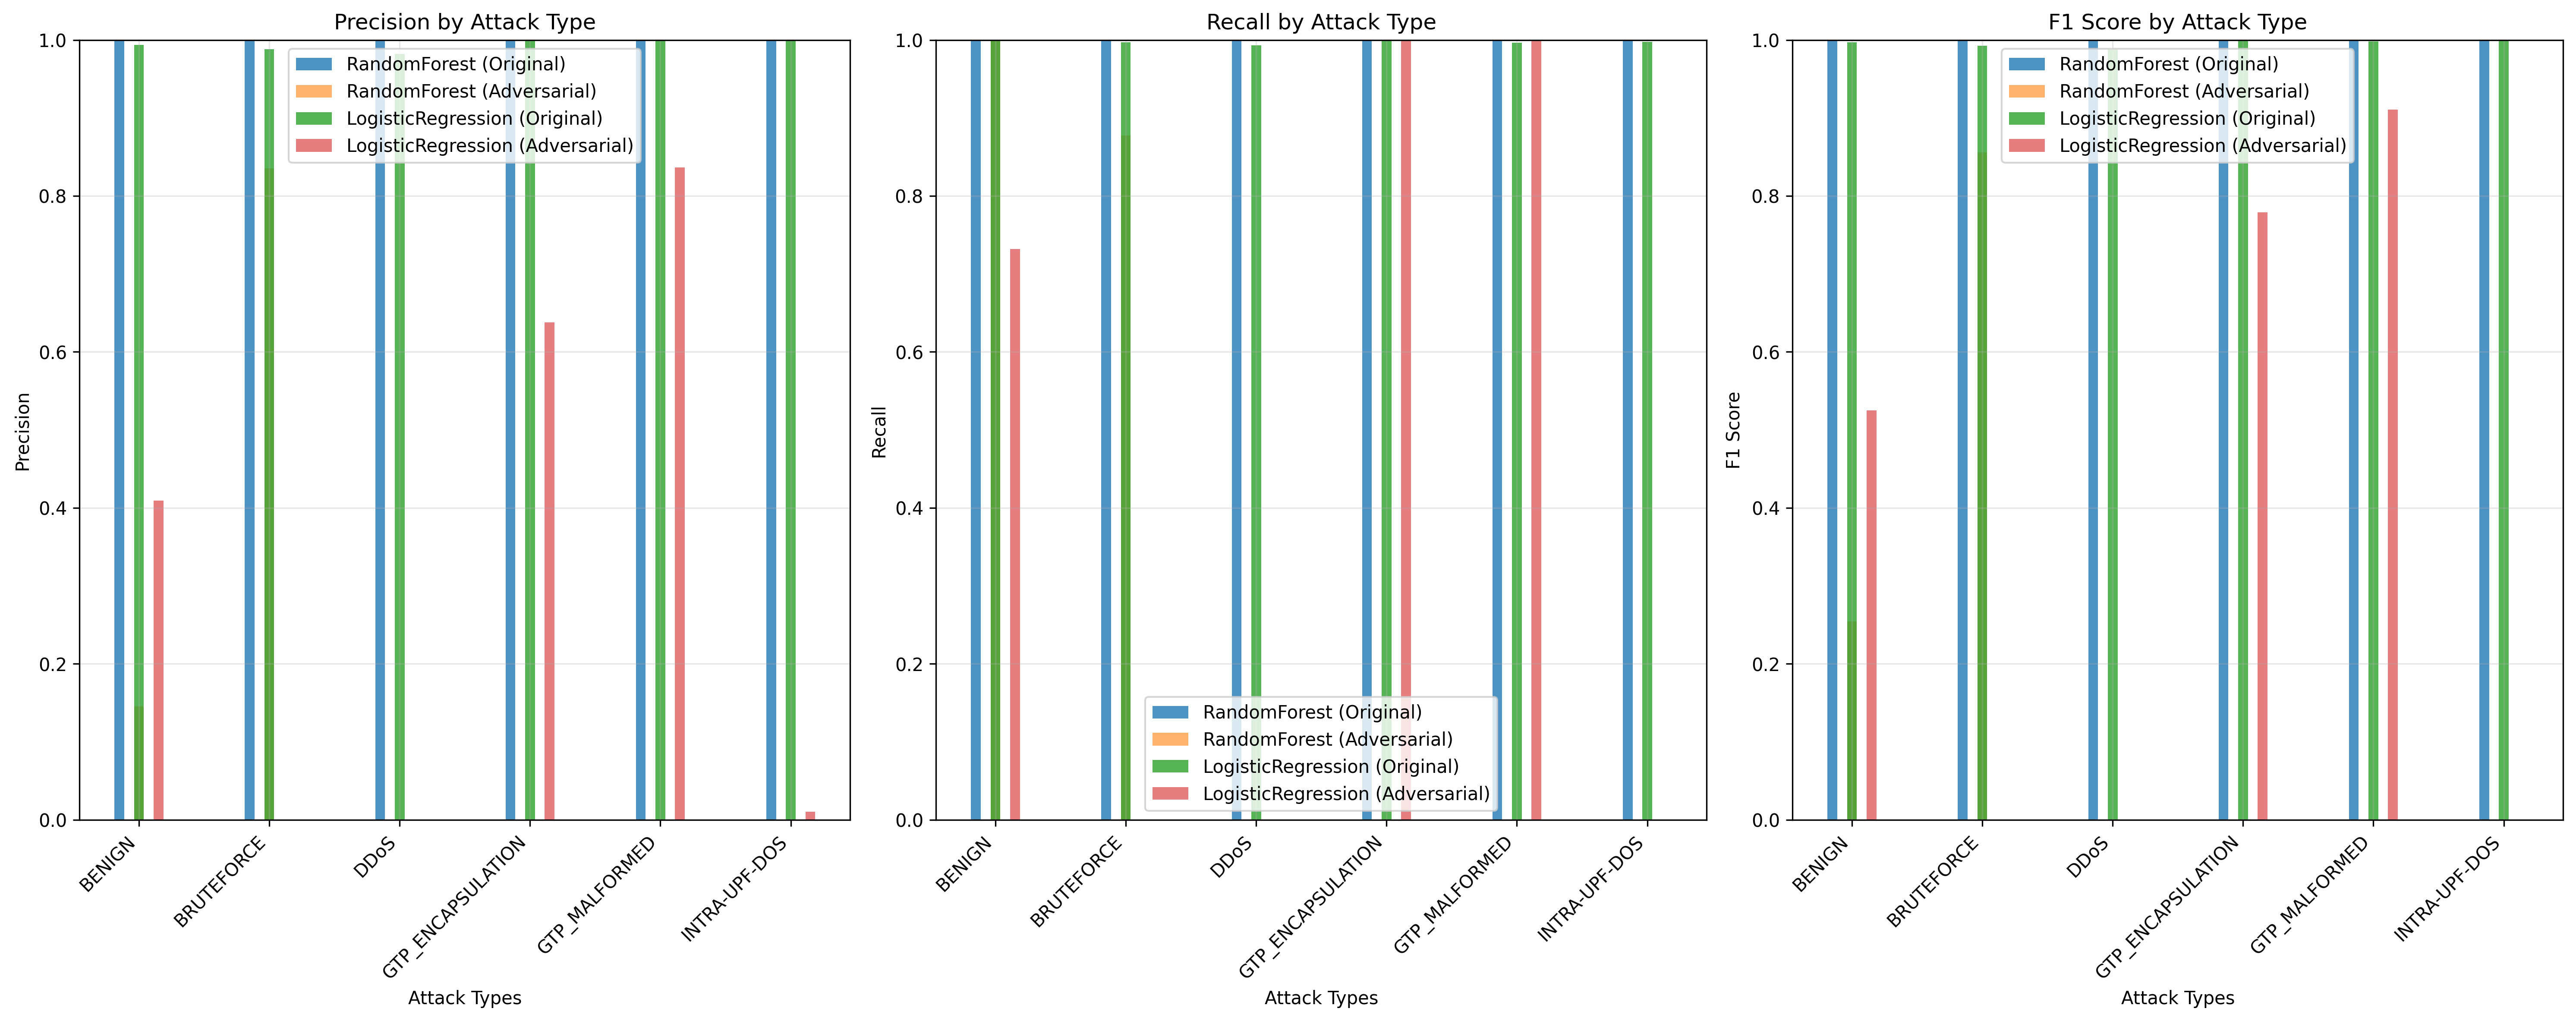 Precision by Attack Type
1.0
0.8
0.6
0.4
0.2
0.0
Precision
RandomForest (Original)
RandomForest (Adversarial)
LogisticRegression (Original)
LogisticRegression (Adversarial)
BENIGN
BRUTEFORCE
DDoS
GTP_ENCAPSULATION
GTP_MALFORMED
INTRA-UPF-DOS
Attack Types
Recall by Attack Type
1.0
0.8
0.6
0.4
0.2
0.0
Recall
RandomForest (Original)
RandomForest (Adversarial)
LogisticRegression (Original)
LogisticRegression (Adversarial)
BENIGN
BRUTEFORCE
DDoS
GTP_ENCAPSULATION
GTP_MALFORMED
INTRA-UPF-DOS
Attack Types
F1 Score by Attack Type
1.0
0.8
0.6
0.4
0.2
0.0
F1 Score
RandomForest (Original)
RandomForest (Adversarial)
LogisticRegression (Original)
LogisticRegression (Adversarial)
BENIGN
BRUTEFORCE
DDoS
GTP_ENCAPSULATION
GTP_MALFORMED
INTRA-UPF-DOS
Attack Types